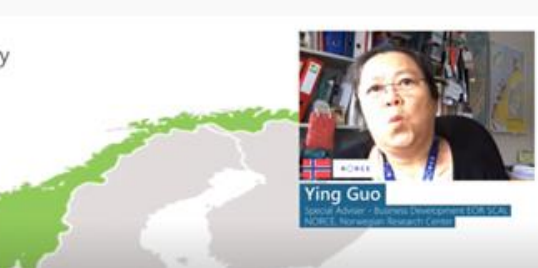 y
NORCE
Ying Guo
Special Adviser - Business Development EOR SCAL
NORCE, Norwegian Research Center